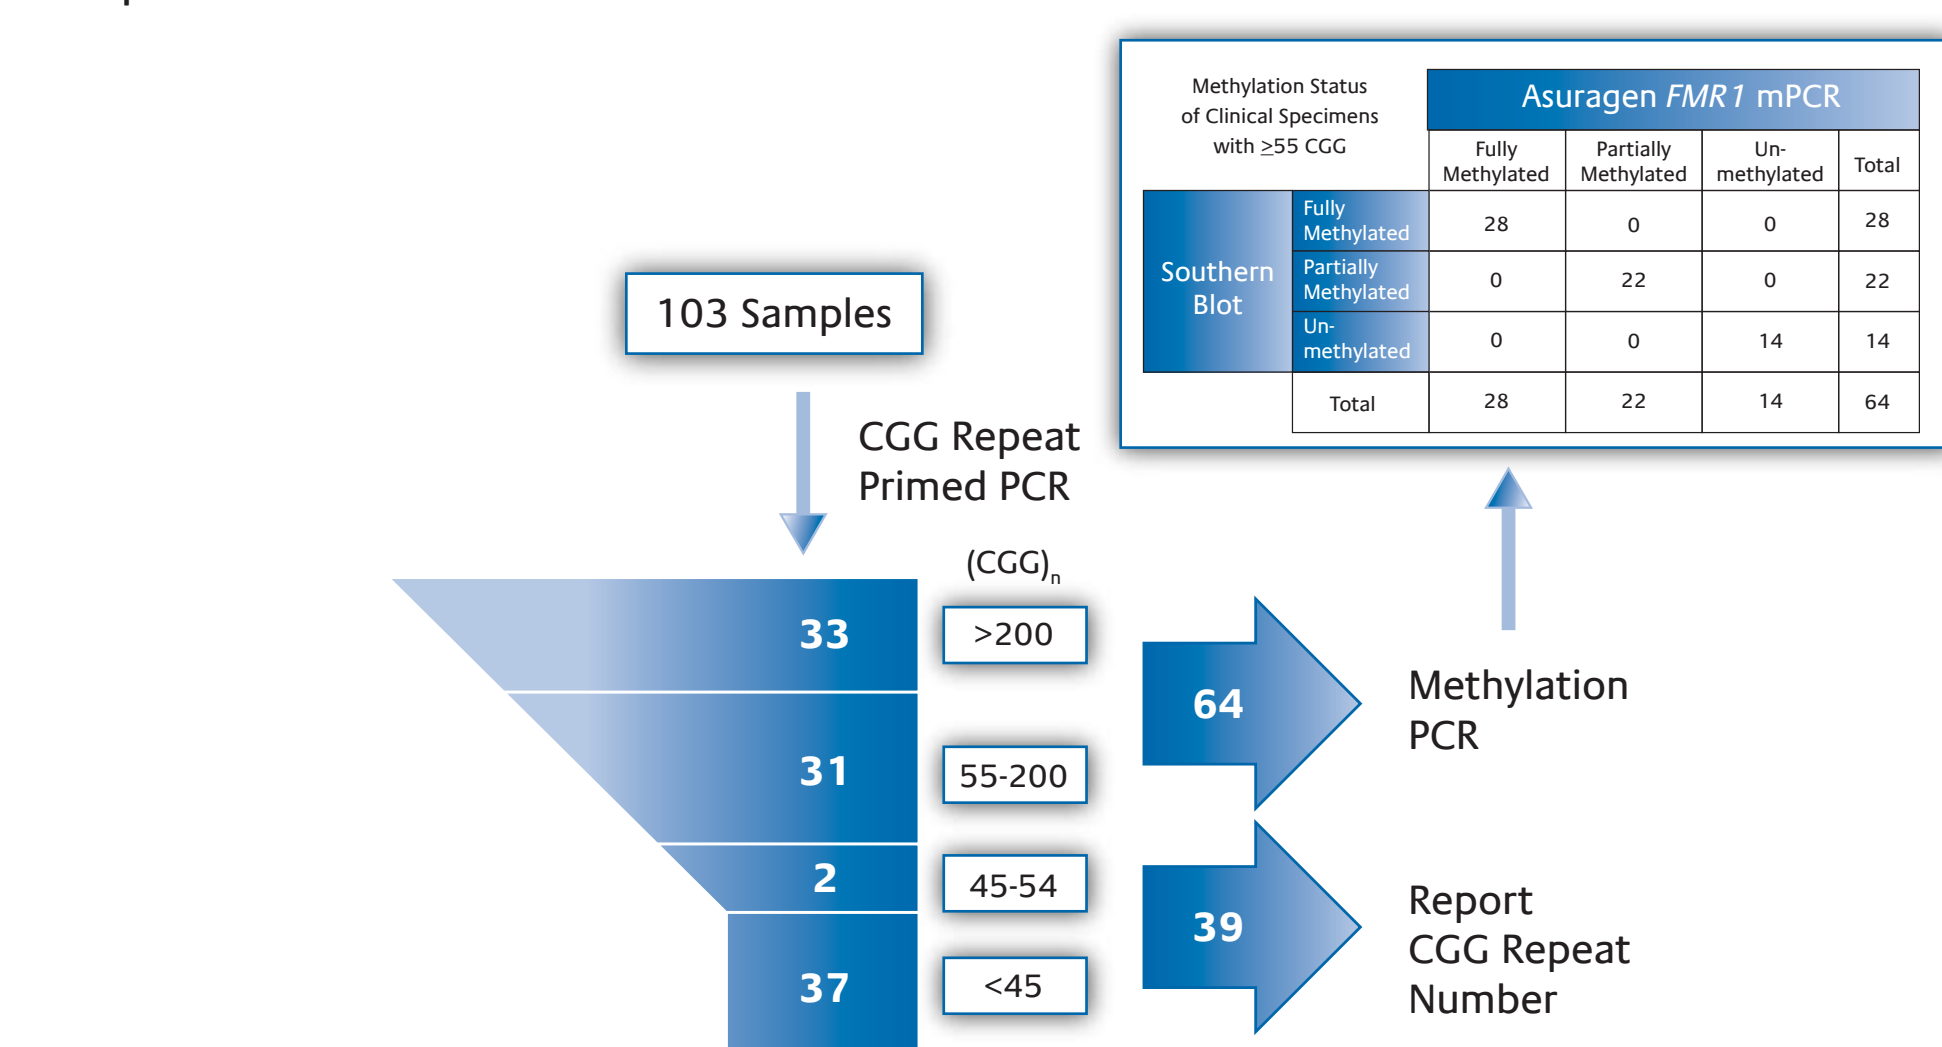 Methylation Status
of Clinical Specimens
with ≥55 CGG
Asuragen FMR1 mPCR
Fully
Methylated
Partially
Methylated
Un-
methylated
Total
Southern
Blot
Fully
Methylated
28
0
0
28
Partially
Methylated
0
22
0
22
Un-
methylated
0
0
14
14
Total
28
22
14
64
103 Samples
CGG Repeat
Primed PCR
(CGG)n
33
>200
31
55-200
2
45-54
37
<45
64
Methylation
PCR
39
Report
CGG Repeat
Number